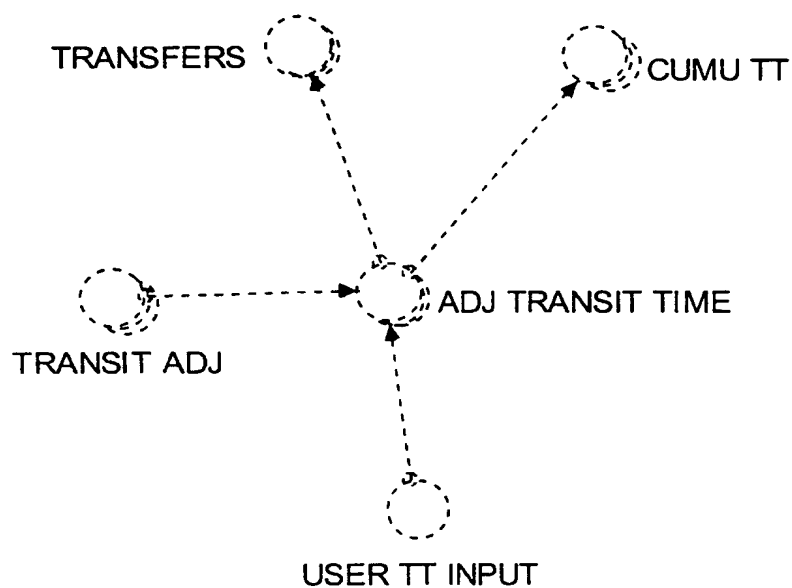 TRANSFERS
CUMU TT
ADJ TRANSIT TIME
TRANSIT ADJ
USER TT INPUT